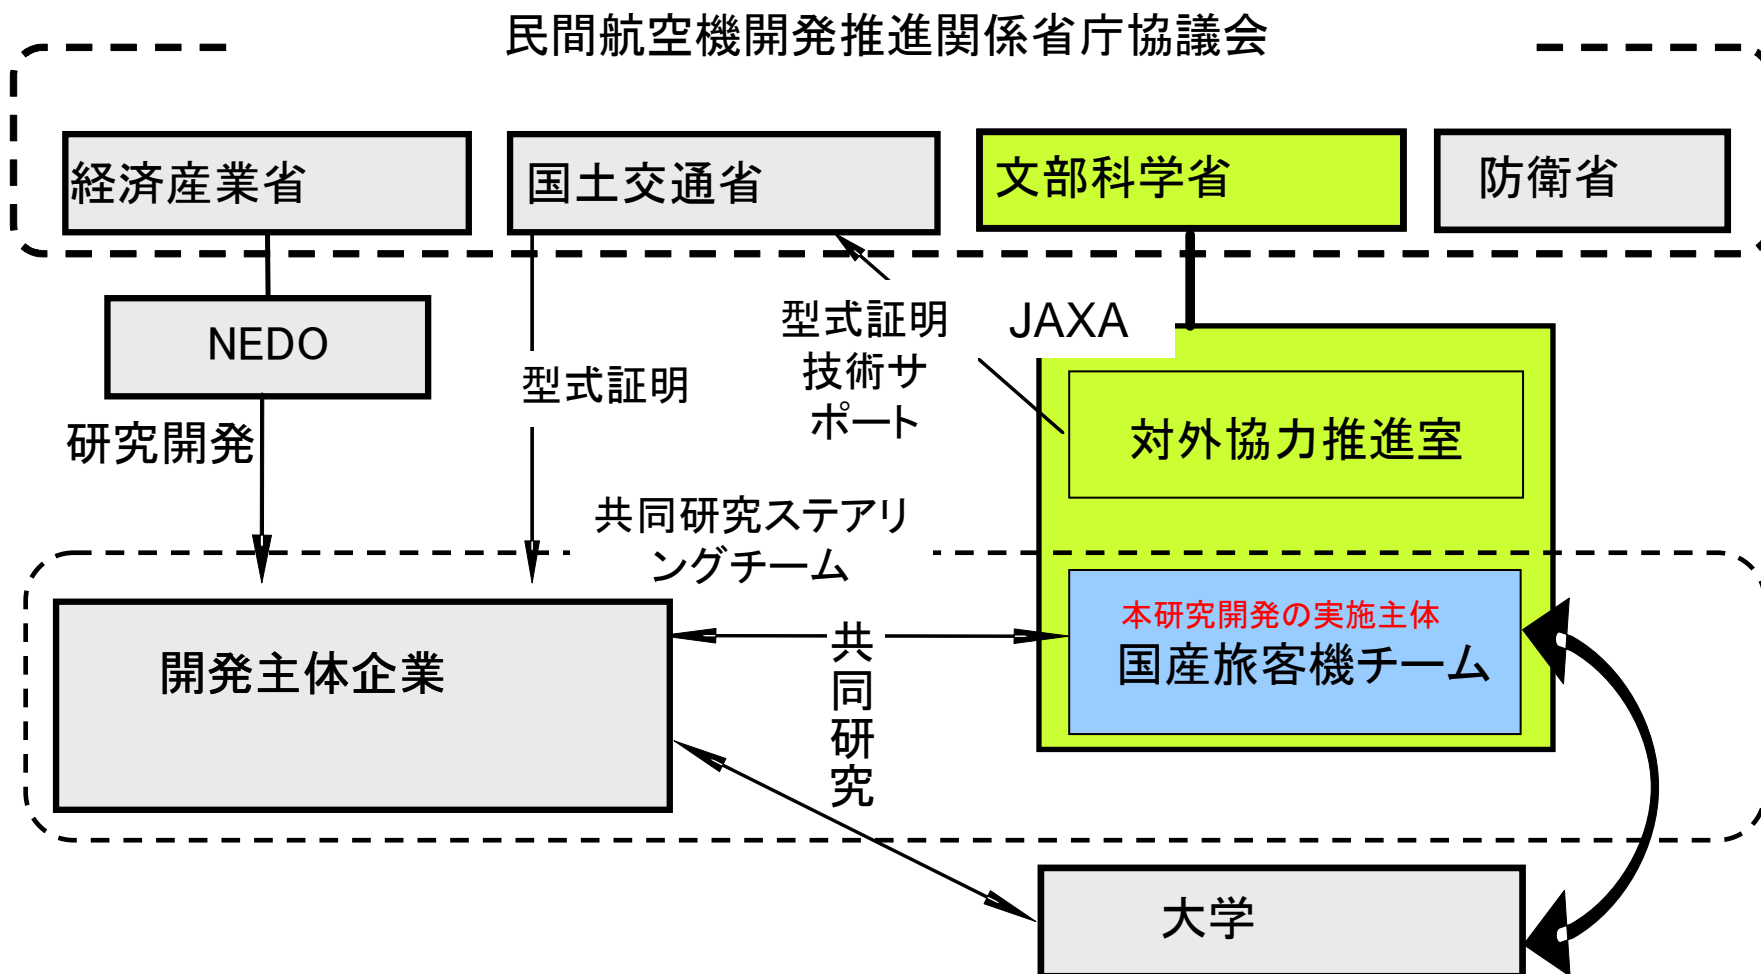 民間航空機開発推進関係省庁協議会
経済産業省
国土交通省
文部科学省
防衛省
NEDO
型式証明
技術サ
ポート
JAXA
型式証明
研究開発
対外協力推進室
共同研究ステアリ
ングチーム
本研究開発の実施主体
国産旅客機チーム
開発主体企業
共
同
研
究
大学